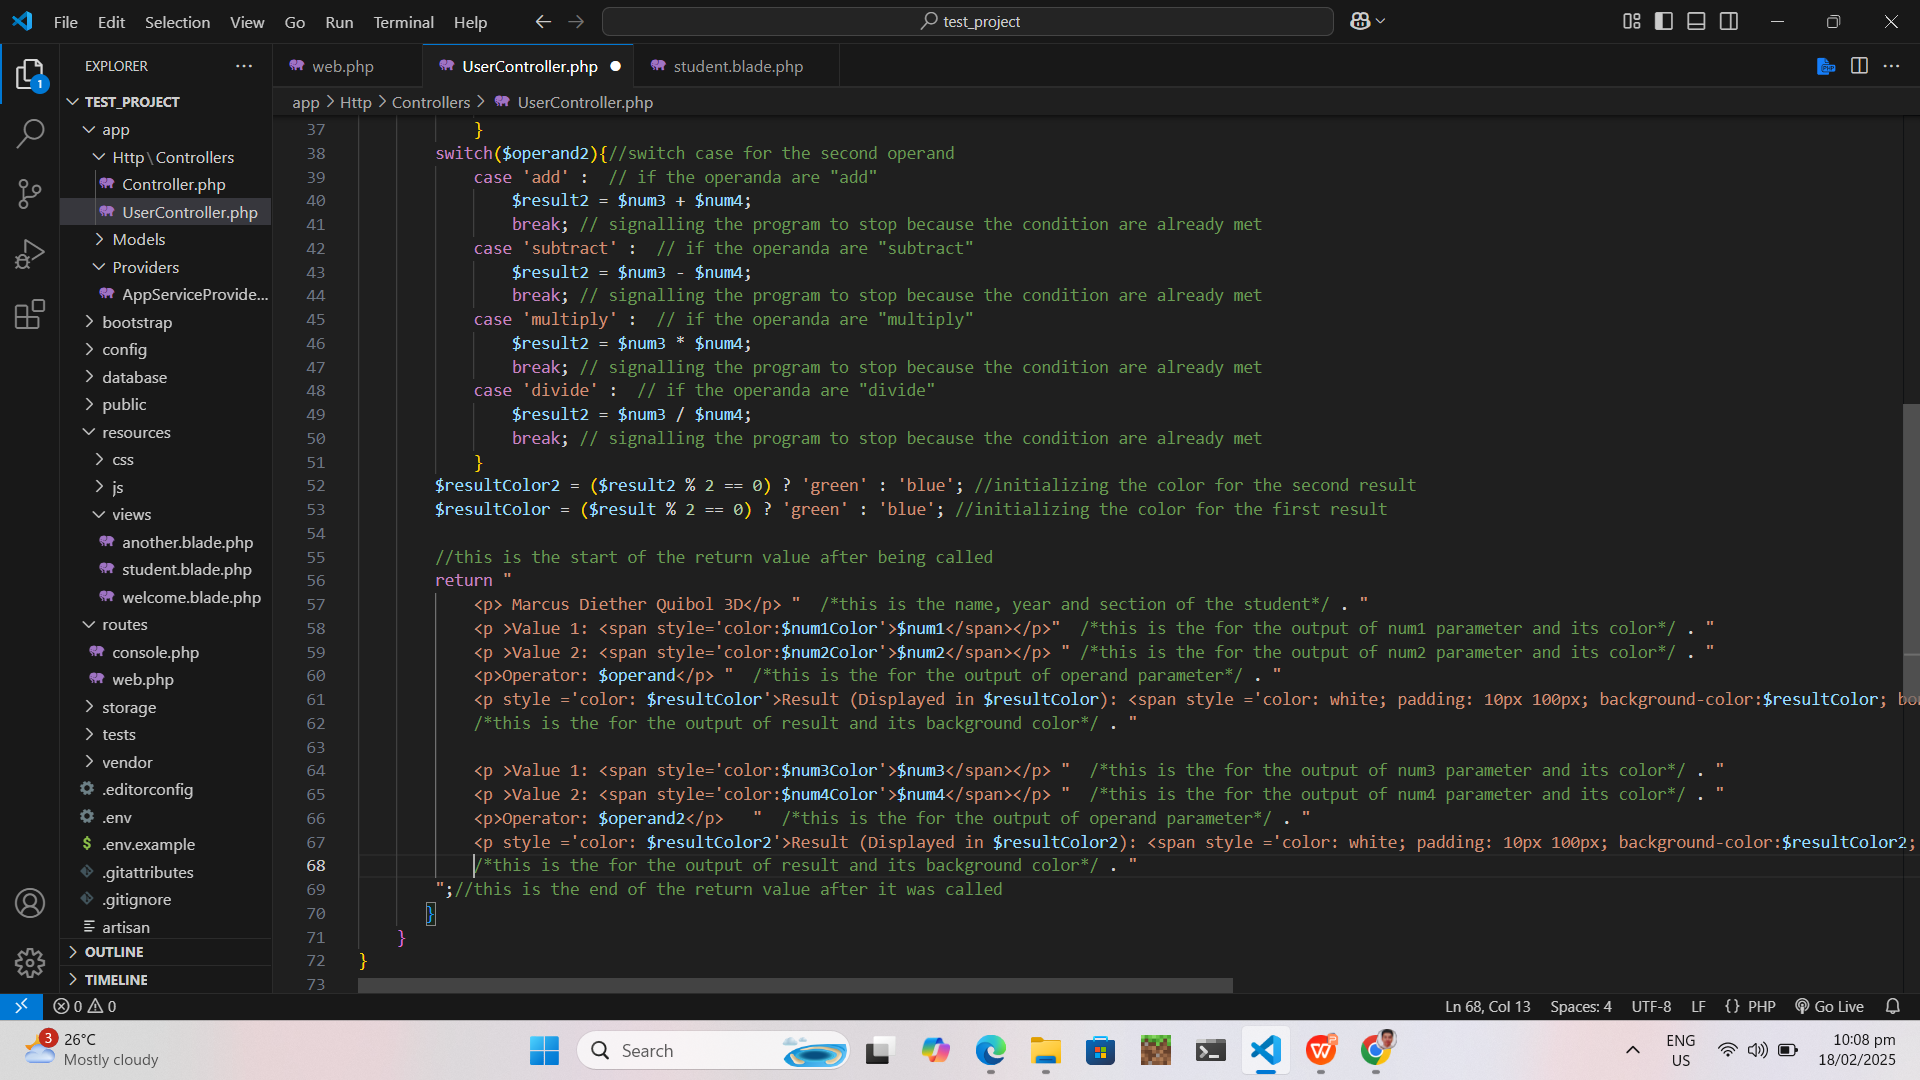 File Edit Selection View Go Run Terminal Help
test_project
EXPLORER
web.php
UserController.php
student.blade.php
app > Http > Controllers > UserController.php
1
TEST_PROJECT
app
Http\Controllers
Controller.php
UserController.php
Models
Providers
AppServiceProvide...
bootstrap
config
database
public
resources
css
js
views
another.blade.php
student.blade.php
welcome.blade.php
routes
console.php
web.php
storage
tests
vendor
.editorconfig
.env
$ .env.example
.gitattributes
.gitignore
artisan
OUTLINE
TIMELINE
37 }
38 switch($operand2){//switch case for the second operand
39 case 'add' :  // if the operanda are "add"
40 $result2 = $num3 + $num4;
41 break; // signalling the program to stop because the condition are already met
42 case 'subtract' :  // if the operanda are "subtract"
43 $result2 = $num3 - $num4;
44 break; // signalling the program to stop because the condition are already met
45 case 'multiply' :  // if the operanda are "multiply"
46 $result2 = $num3 * $num4;
47 break; // signalling the program to stop because the condition are already met
48 case 'divide' :  // if the operanda are "divide"
49 $result2 = $num3 / $num4;
50 break; // signalling the program to stop because the condition are already met
51 }
52 $resultColor2 = ($result2 % 2 == 0) ? 'green' : 'blue'; //initializing the color for the second result
53 $resultColor = ($result % 2 == 0) ? 'green' : 'blue'; //initializing the color for the first result
54
55 //this is the start of the return value after being called
56 return "
57 <p> Marcus Diether Quibol 3D</p> "  /*this is the name, year and section of the student*/ . "
58 <p >Value 1: <span style='color:$num1Color'>$num1</span></p>"  /*this is the for the output of num1 parameter and its color*/ . "
59 <p >Value 2: <span style='color:$num2Color'>$num2</span></p> " /*this is the for the output of num2 parameter and its color*/ . "
60 <p>Operator: $operand</p> "  /*this is the for the output of operand parameter*/ . "
61 <p style ='color: $resultColor'>Result (Displayed in $resultColor): <span style ='color: white; padding: 10px 100px; background-color:$resultColor; bo
62 /*this is the for the output of result and its background color*/ . "
63
64 <p >Value 1: <span style='color:$num3Color'>$num3</span></p> "  /*this is the for the output of num3 parameter and its color*/ . "
65 <p >Value 2: <span style='color:$num4Color'>$num4</span></p> "  /*this is the for the output of num4 parameter and its color*/ . "
66 <p>Operator: $operand2</p>   "  /*this is the for the output of operand parameter*/ . "
67 <p style ='color: $resultColor2'>Result (Displayed in $resultColor2): <span style ='color: white; padding: 10px 100px; background-color:$resultColor2;
68 /*this is the for the output of result and its background color*/ . "
69 ";//this is the end of the return value after it was called
70 }
71 }
72 }
73
0 0
Ln 68, Col 13 Spaces: 4 UTF-8 LF {} PHP Go Live
3
26°C
Mostly cloudy
Search
ENG
US
10:08 pm
18/02/2025